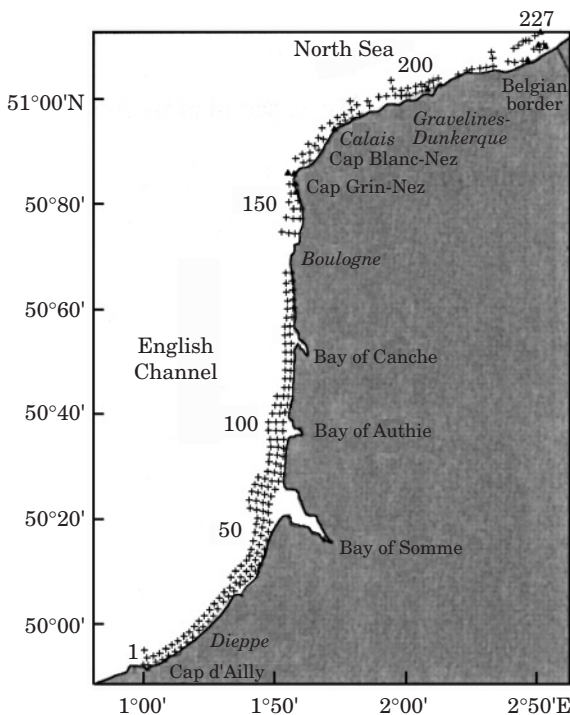 227
North Sea
200
51°00'N
Belgian
border
Gravelines-
Dunkerque
Calais
Cap Blanc-Nez
Cap Grin-Nez
50°80'
150
Boulogne
50°60'
English
Channel
Bay of Canche
50°40'
100
Bay of Authie
50°20'
50
Bay of Somme
50°00'
Dieppe
1
Cap d'Ailly
1°00'
1°50'
2°00'
2°50'E